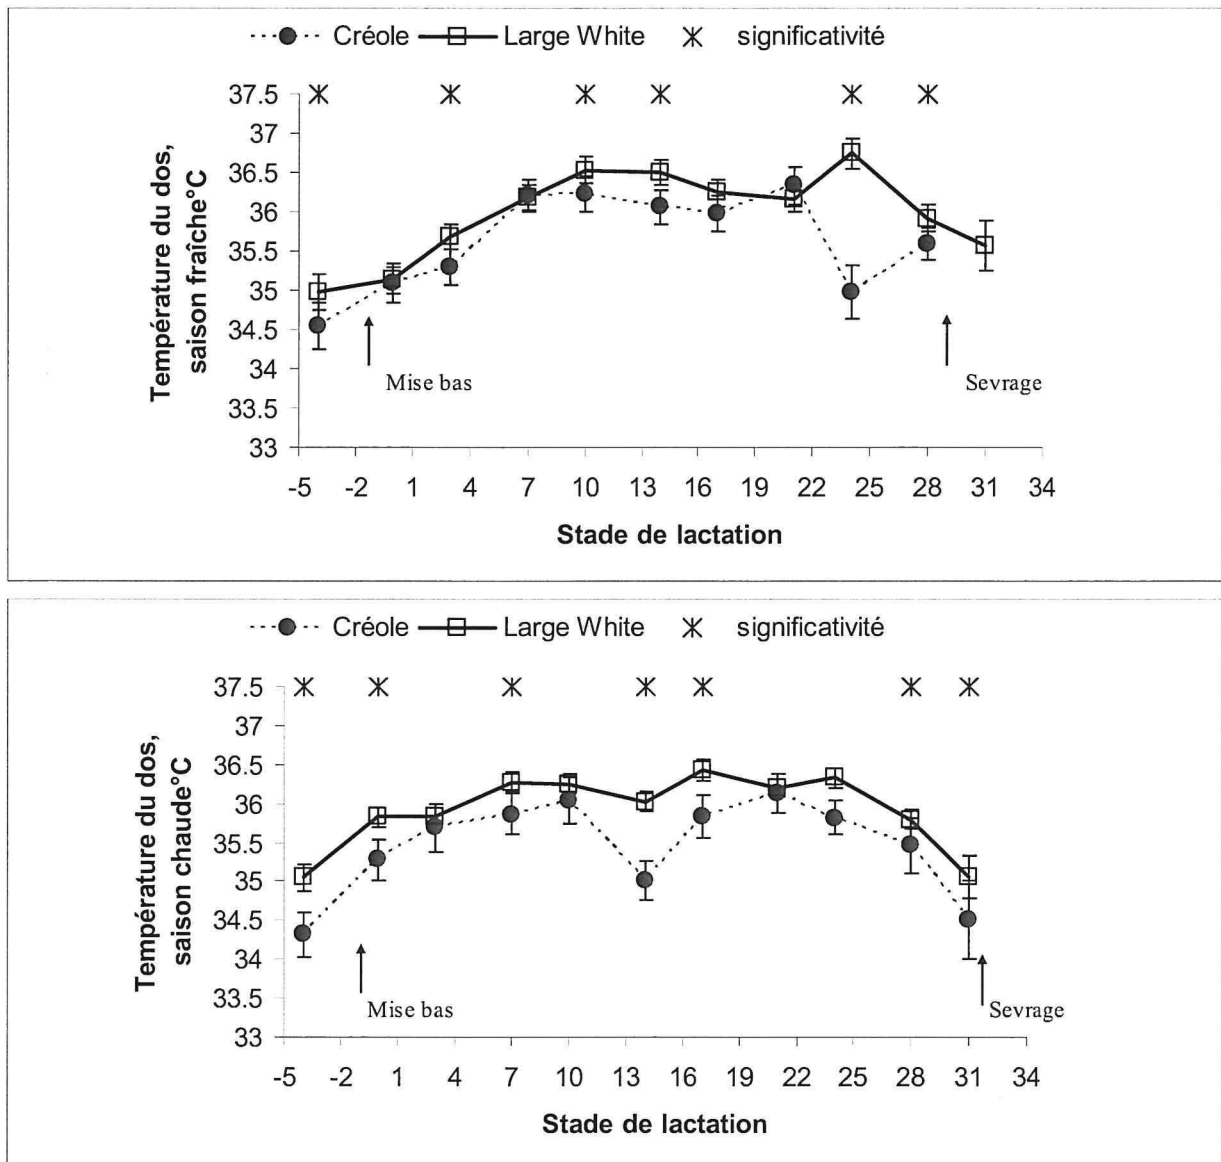 Créole Large White significativité
37.5
37
36.5
36
35.5
35
34.5
34
33.5
33
Température du dos,
saison fraîche°C
Mise bas
Sevrage
-5 -2 1 4 7 10 13 16 19 22 25 28 31 34
Stade de lactation
Créole Large White significativité
37.5
37
36.5
36
35.5
35
34.5
34
33.5
33
Température du dos,
saison chaude°C
Mise bas
Sevrage
-5 -2 1 4 7 10 13 16 19 22 25 28 31 34
Stade de lactation